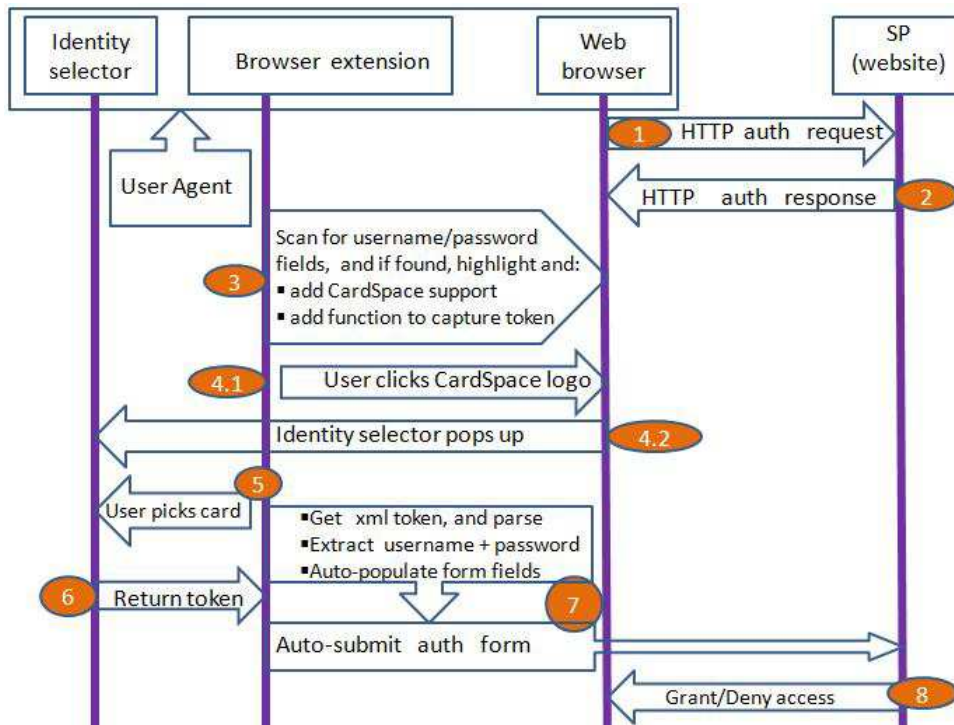 Identity
selector
Browser extension
Web
browser
SP
(website)
1
HTTP auth request
User Agent
HTTP auth response
2
Scan for username/password
fields, and if found, highlight and:
3
▪ add CardSpace support
▪ add function to capture token
4.1
User clicks CardSpace logo
Identity selector pops up
4.2
5
User picks card
▪Get xml token, and parse
▪Extract username + password
▪Auto-populate form fields
6
Return token
7
Auto-submit auth form
Grant/Deny access
8